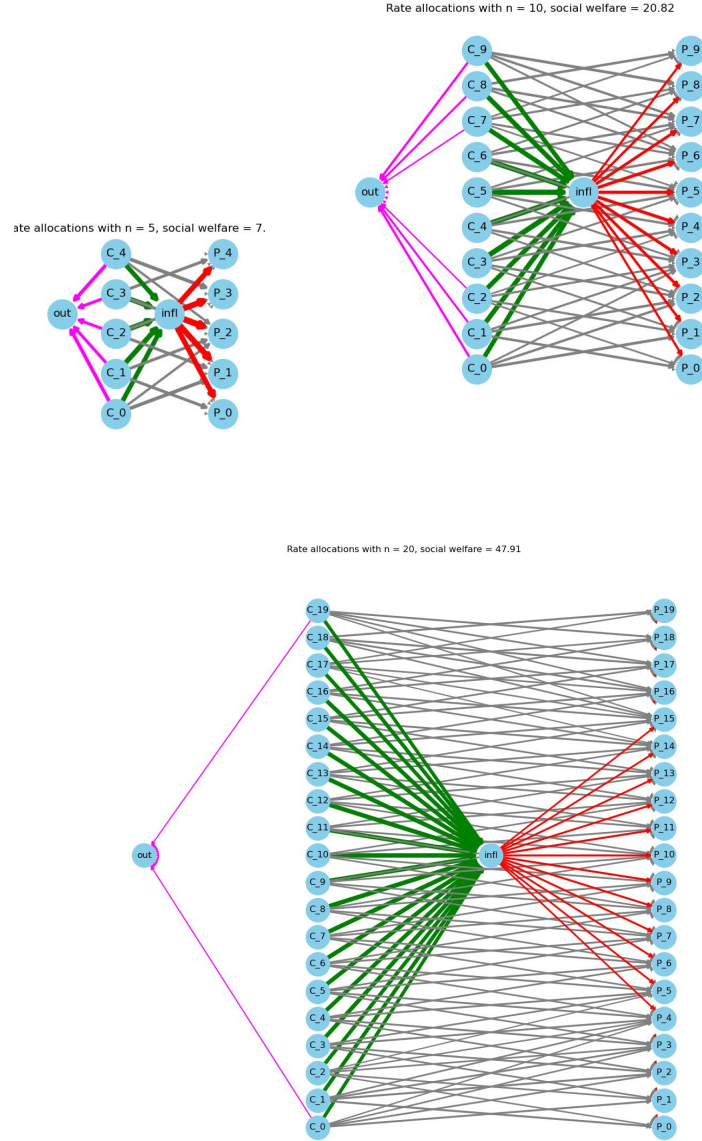 Rate allocations with n = 10, social welfare = 20.82
C_9
P_9
C_8
P_8
C_7
P_7
C_6
P_6
out
C_5
infl
P_5
C_4
P_4
C_3
P_3
C_2
P_2
C_1
P_1
C_0
P_0
ate allocations with n = 5, social welfare = 7.
C_4
P_4
C_3
P_3
out
infl
C_2
P_2
C_1
P_1
C_0
P_0
Rate allocations with n = 20, social welfare = 47.91
C_19
P_19
C_18
P_18
C_17
P_17
C_16
P_16
C_15
P_15
C_14
P_14
C_13
P_13
C_12
P_12
C_11
P_11
out
C_10
infl
P_10
C_9
P_9
C_8
P_8
C_7
P_7
C_6
P_6
C_5
P_5
C_4
P_4
C_3
P_3
C_2
P_2
C_1
P_1
C_0
P_0